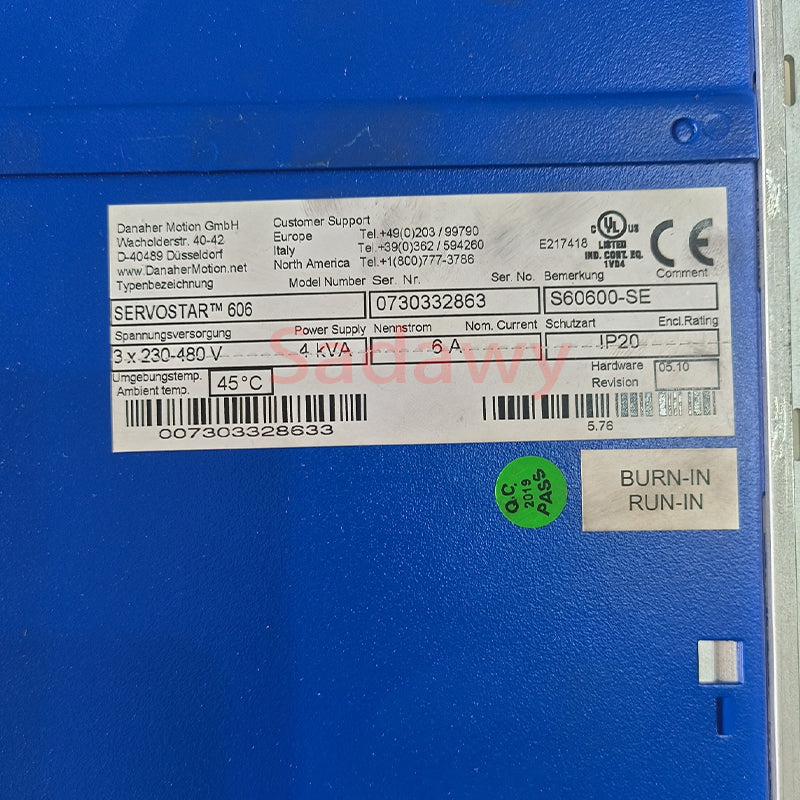 Danaher Motion GmbH
Wacholderstr. 40-42
D-40489 Düsseldorf
www.DanaherMotion.net
Customer Support
Europe Tel.+49(0)203 / 99790
Italy Tel.+39(0)362 / 594260
North America Tel.+1(800)777-3786
E217418
C UL US
LISTED
IND. CONT. EQ.
1VD4
CE
Typenbezeichnung Model Number Ser. Nr. Ser. No. Bemerkung Comment
SERVOSTAR™ 606 0730332863 S60600-SE
Spannungsversorgung Power Supply Nennstrom Nom. Current Schutzart Encl.Rating
3 x 230-480 V 4 kVA 6 A IP20
Umgebungstemp.
Ambient temp.
45°C
Hardware
Revision
05.10
007303328633
5.76
Sadawy
Q.C.
2019
PASS
BURN-IN
RUN-IN